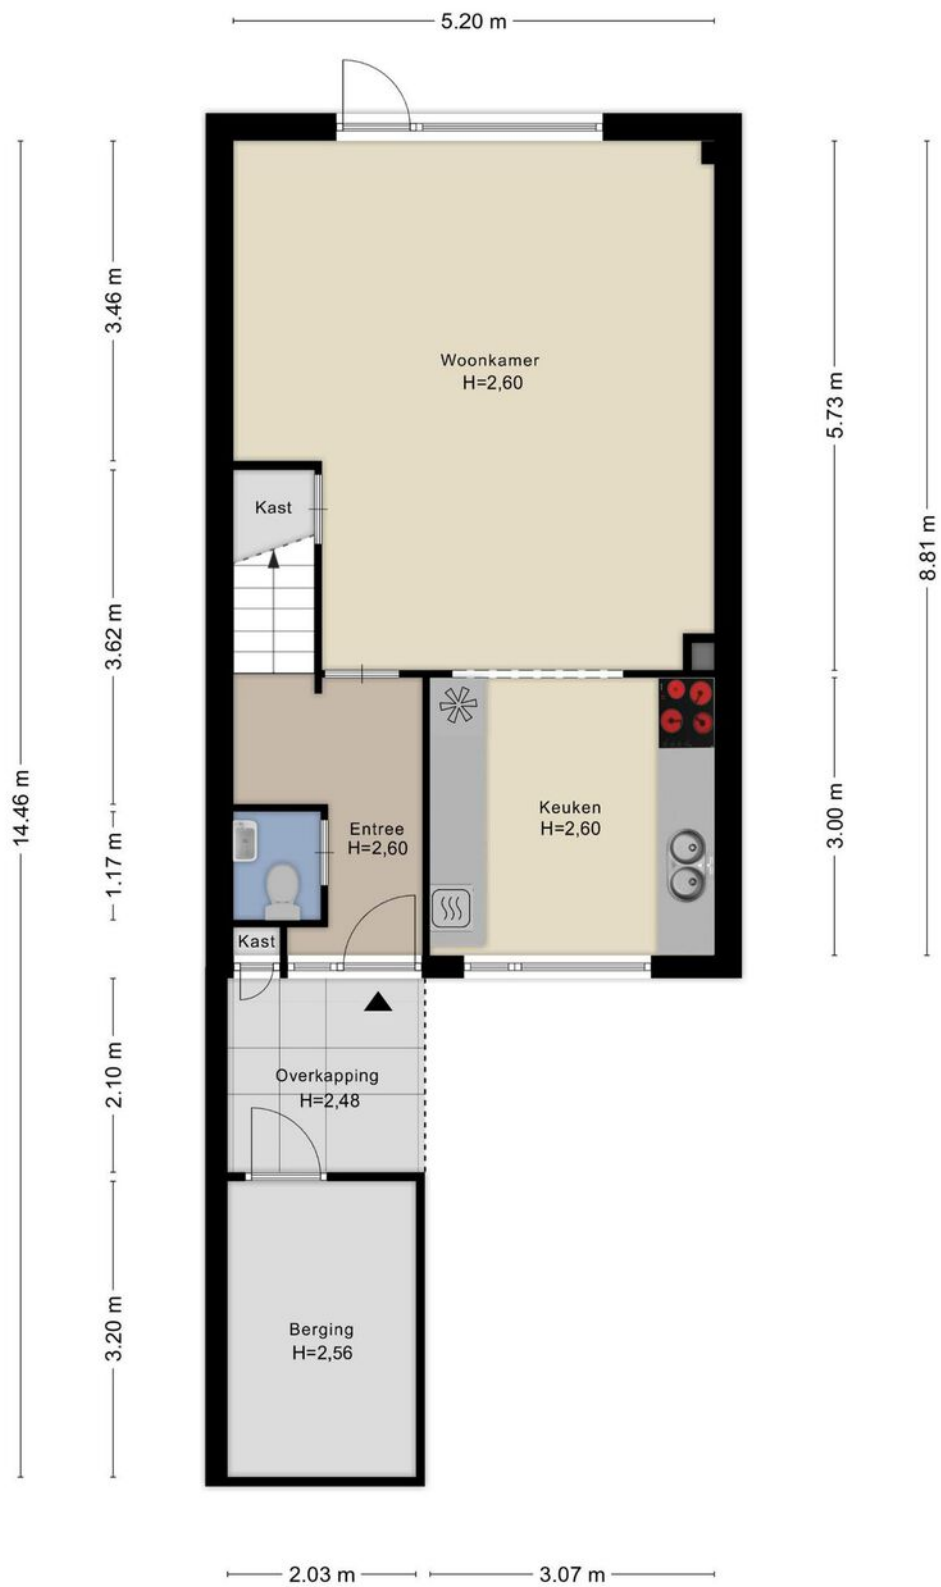 5.20 m
3.46 m
Woonkamer
H=2,60
5.73 m
Kast
8.81 m
3.62 m
14.46 m
Keuken
H=2,60
3.00 m
Entree
H=2,60
1.17 m
Kast
2.10 m
Overkapping
H=2,48
3.20 m
Berging
H=2,56
2.03 m
3.07 m